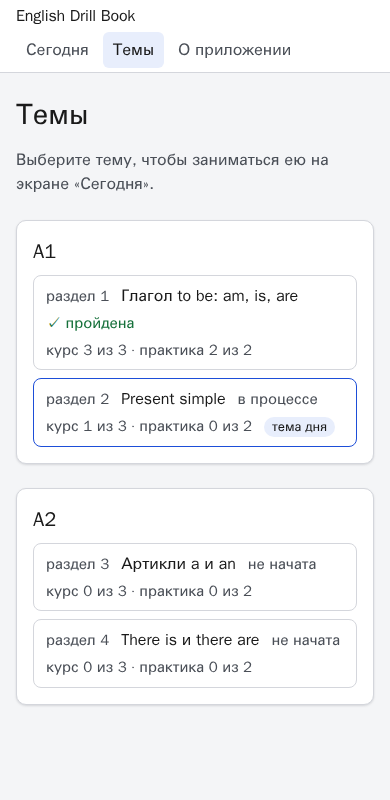 English Drill Book
Сегодня Темы О приложении
Темы
Выберите тему, чтобы заниматься ею на
экране «Сегодня».
A1
раздел 1 Глагол to be: am, is, are
✓ пройдена
курс 3 из 3 · практика 2 из 2
раздел 2 Present simple в процессе
курс 1 из 3 · практика 0 из 2 тема дня
A2
раздел 3 Артикли a и an не начата
курс 0 из 3 · практика 0 из 2
раздел 4 There is и there are не начата
курс 0 из 3 · практика 0 из 2